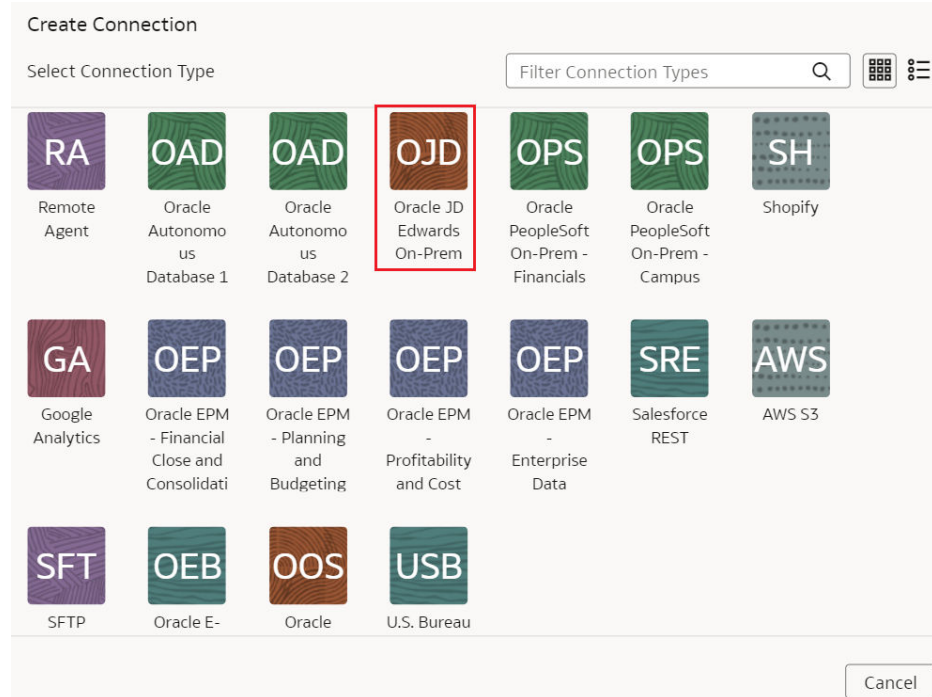 Create Connection
Select Connection Type
Filter Connection Types
RA
OAD
OAD
OJD
OPS
OPS
SH
Remote
Agent
Oracle
Autonomo
us
Database 1
Oracle
Autonomo
us
Database 2
Oracle JD
Edwards
On-Prem
Oracle
PeopleSoft
On-Prem -
Financials
Oracle
PeopleSoft
On-Prem -
Campus
Shopify
GA
OEP
OEP
OEP
OEP
SRE
AWS
Google
Analytics
Oracle EPM
- Financial
Close and
Consolidati
Oracle EPM
- Planning
and
Budgeting
Oracle EPM
-
Profitability
and Cost
Oracle EPM
-
Enterprise
Data
Salesforce
REST
AWS S3
SFT
OEB
OOS
USB
SFTP
Oracle E-
Oracle
U.S. Bureau
Cancel